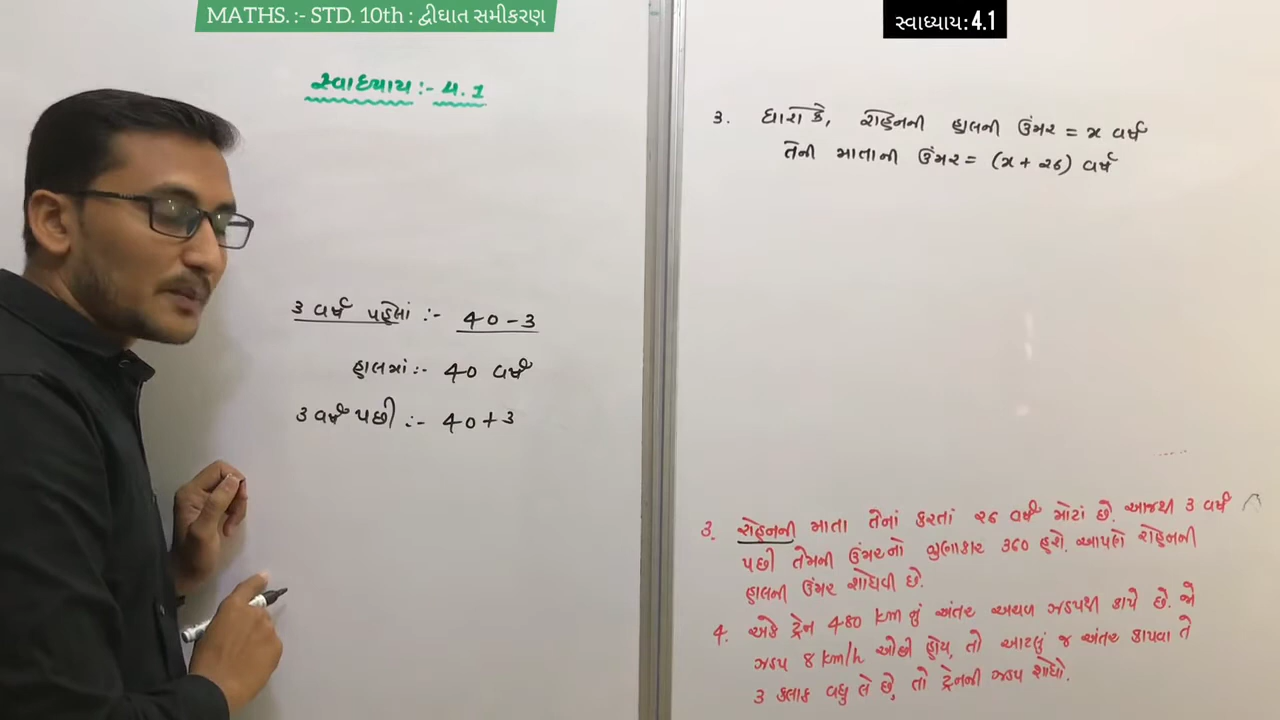 MATHS. :- STD. 10th : દ્વીઘાત સમીકરણ
સ્વાધ્યાય: 4.1
સ્વાધ્યાય :- ૪.1
3 વર્ષ પહેલાં :- 40 - 3
હાલમાં :- 40 વર્ષ
3 વર્ષ પછી :- 40 + 3
3. ધારો કે, રોહનની હાલની ઉંમર = x વર્ષ
તેની માતાની ઉંમર = (x + ૨૬) વર્ષ
3. રોહનની માતા તેનાં કરતાં ૨૬ વર્ષ મોટાં છે. આજથી 3 વર્ષ
પછી તેમની ઉંમરનો ગુણાકાર 360 હશે. આપણે રોહનની
હાલની ઉંમર શોધવી છે.
4. એક ટ્રેન 480 km નું અંતર અચળ ઝડપથી કાપે છે. જો
ઝડપ 8 km/h ઓછી હોય, તો આટલું જ અંતર કાપવા તે
3 કલાક વધુ લે છે, તો ટ્રેનની ઝડપ શોધો.